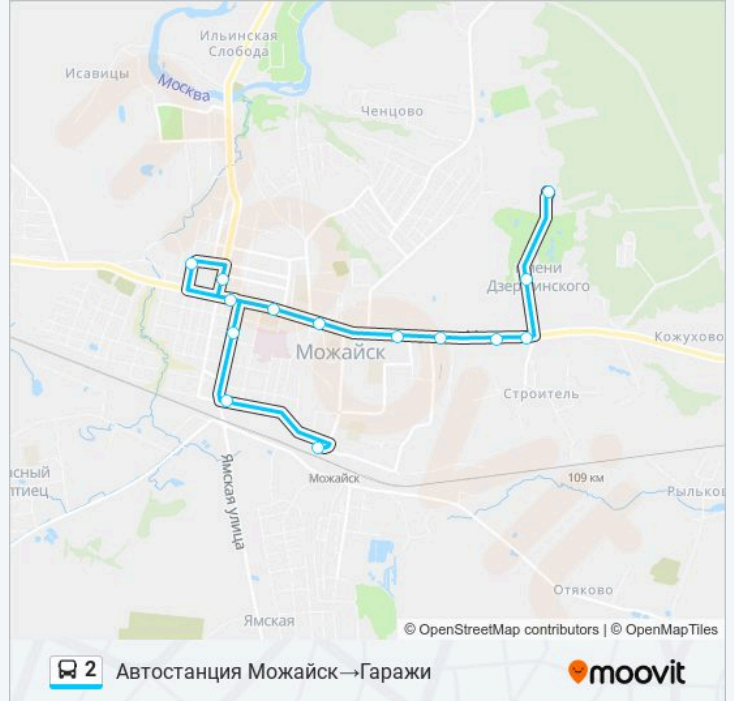 Ильинская
Слобода
Исавицы
Москва
Ченцово
имени
Дзержинского
Кожухово
Можайск
Строитель
Можайск
109 км
Ямская улица
Отяково
Ямская
© OpenStreetMap contributors | © OpenMapTiles
2 Автостанция Можайск→Гаражи
moovit